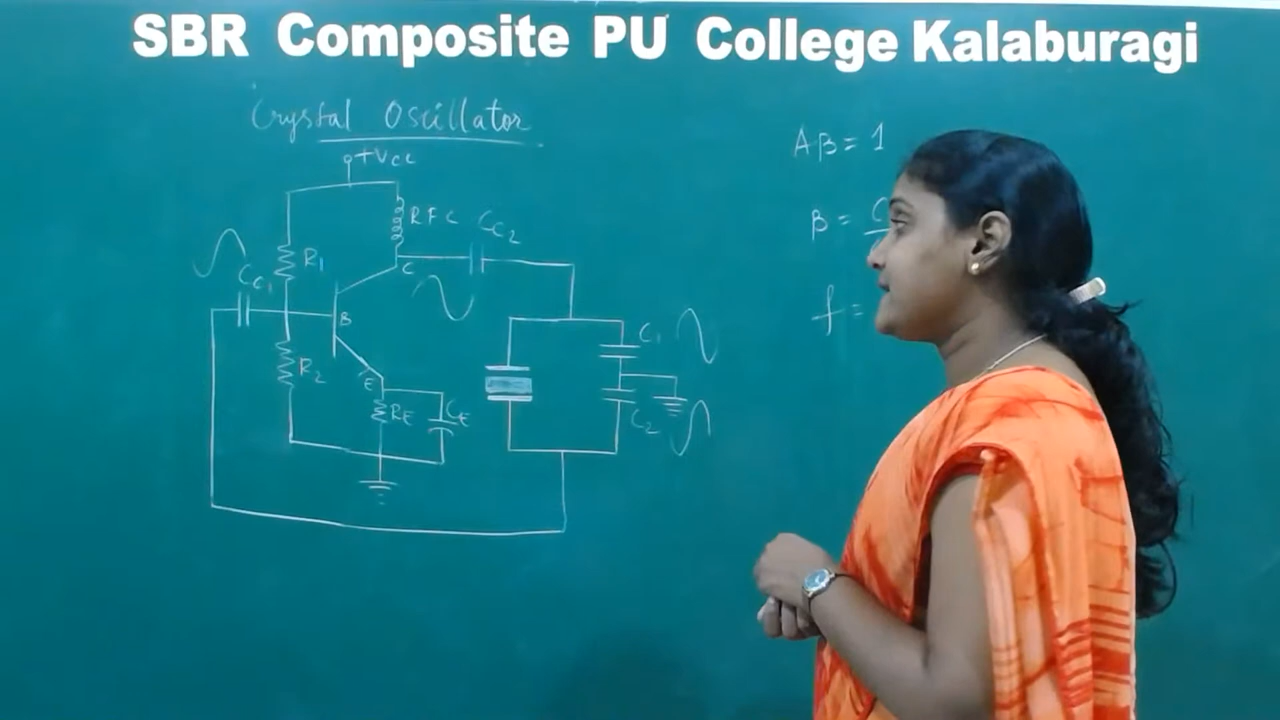 SBR Composite PU College Kalaburagi
Crystal Oscillator
+Vcc
RFC
CC2
R1
C
CC1
B
R2
E
RE
CE
C1
C2
Aβ = 1
β = C
f =